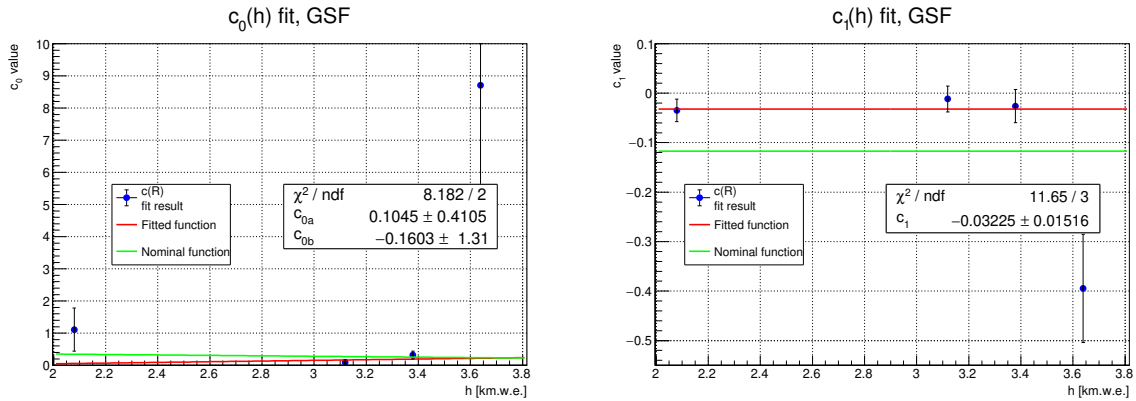 c₀(h) fit, GSF
c₀ value
10
9
8
7
6
5
4
3
2
1
0
c(R)
fit result
Fitted function
Nominal function
χ² / ndf 8.182 / 2
c₀ₐ 0.1045 ± 0.4105
c₀b −0.1603 ± 1.31
2 2.2 2.4 2.6 2.8 3 3.2 3.4 3.6 3.8
h [km.w.e.]
c₁(h) fit, GSF
c₁ value
0.1
0
−0.1
−0.2
−0.3
−0.4
−0.5
c(R)
fit result
Fitted function
Nominal function
χ² / ndf 11.65 / 3
c₁ −0.03225 ± 0.01516
2 2.2 2.4 2.6 2.8 3 3.2 3.4 3.6 3.8
h [km.w.e.]